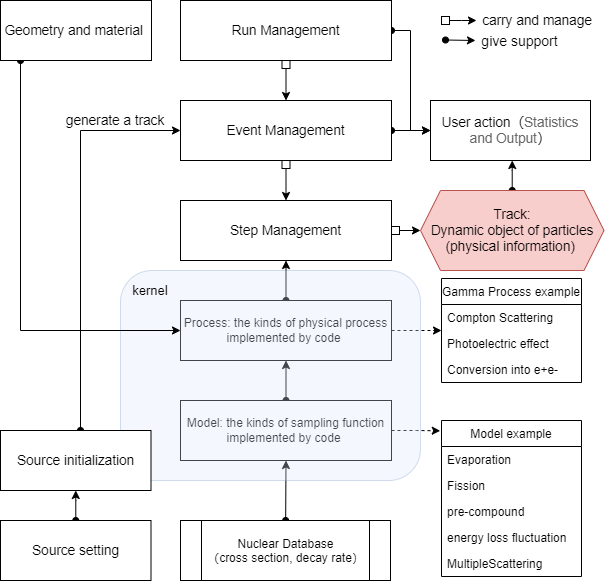 Geometry and material
Run Management
carry and manage
give support
generate a track
Event Management
User action（Statistics
and Output）
Step Management
Track:
Dynamic object of particles
(physical information)
kernel
Process: the kinds of physical process
implemented by code
Gamma Process example
Compton Scattering
Photoelectric effect
Conversion into e+e-
Model: the kinds of sampling function
implemented by code
Model example
Evaporation
Fission
pre-compound
energy loss fluctuation
MultipleScattering
Source initialization
Source setting
Nuclear Database
(cross section, decay rate)